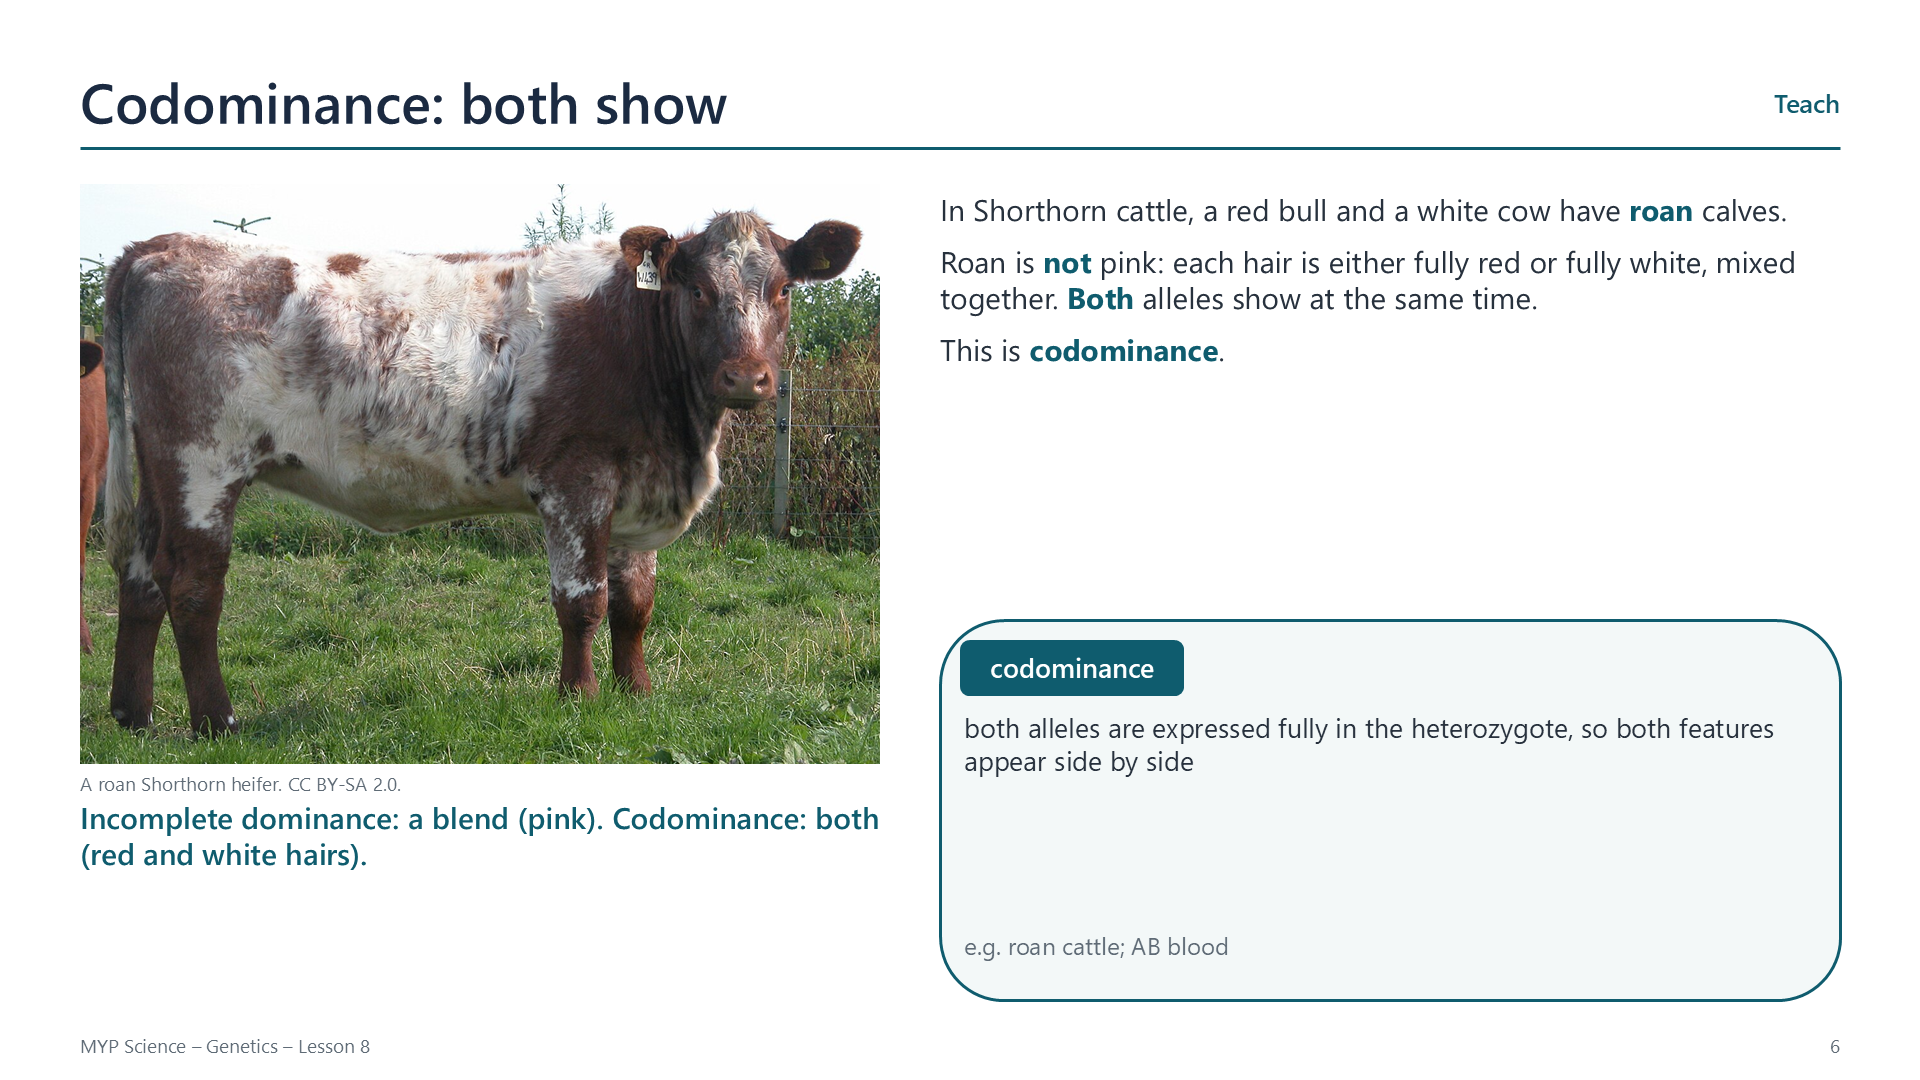 Codominance: both show
Teach
In Shorthorn cattle, a red bull and a white cow have roan calves.
Roan is not pink: each hair is either fully red or fully white, mixed
together. Both alleles show at the same time.
This is codominance.
A roan Shorthorn heifer. CC BY-SA 2.0.
Incomplete dominance: a blend (pink). Codominance: both
(red and white hairs).
codominance
both alleles are expressed fully in the heterozygote, so both features
appear side by side
e.g. roan cattle; AB blood
MYP Science – Genetics – Lesson 8
6